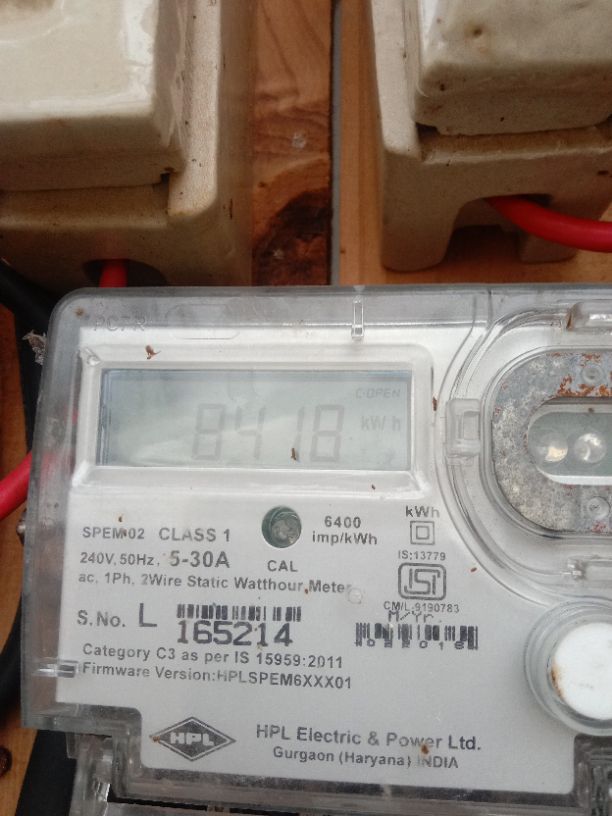 C-OPEN
8418 kWh
SPEM-02 CLASS 1
6400
imp/kWh
kWh
240V, 50Hz, 5-30A
CAL
IS:13779
ac, 1Ph, 2Wire Static Watthour Meter
CM/L.9190783
S.No. L 165214
M/Yr.
Category C3 as per IS 15959:2011
Firmware Version:HPLSPEM6XXX01
HPL
HPL Electric & Power Ltd.
Gurgaon (Haryana) INDIA